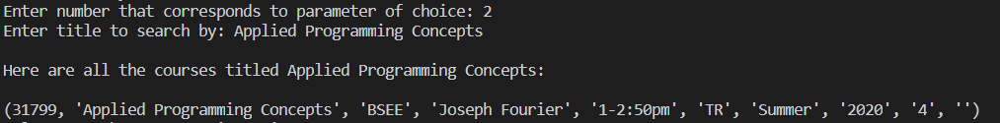 Enter number that corresponds to parameter of choice: 2
Enter title to search by: Applied Programming Concepts
Here are all the courses titled Applied Programming Concepts:
(31799, 'Applied Programming Concepts', 'BSEE', 'Joseph Fourier', '1-2:50pm', 'TR', 'Summer', '2020', '4', '')